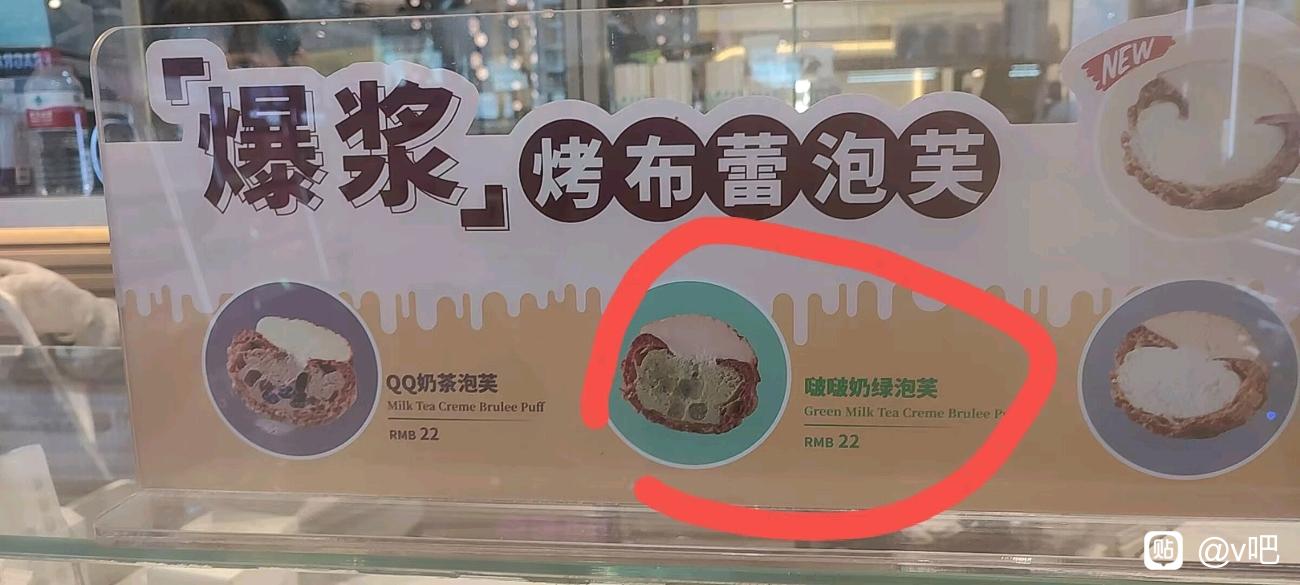 NEW
「爆浆」烤布蕾泡芙
QQ奶茶泡芙
Milk Tea Creme Brulee Puff
RMB 22
啵啵奶绿泡芙
Green Milk Tea Creme Brulee
RMB 22
贴 @v吧